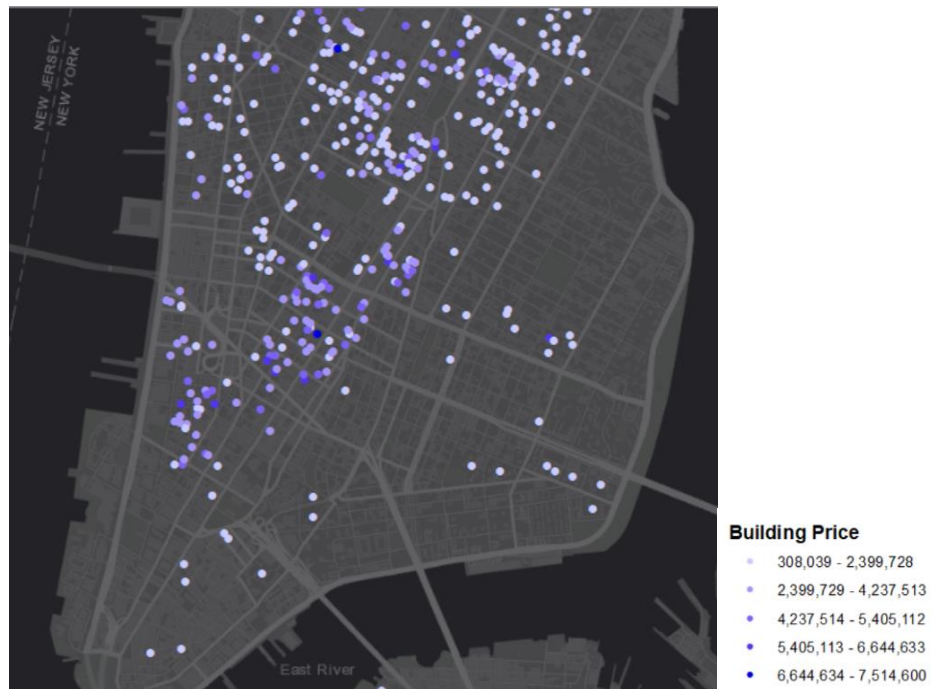 NEW JERSEY
NEW YORK
East River
Building Price
308,039 - 2,399,728
2,399,729 - 4,237,513
4,237,514 - 5,405,112
5,405,113 - 6,644,633
6,644,634 - 7,514,600